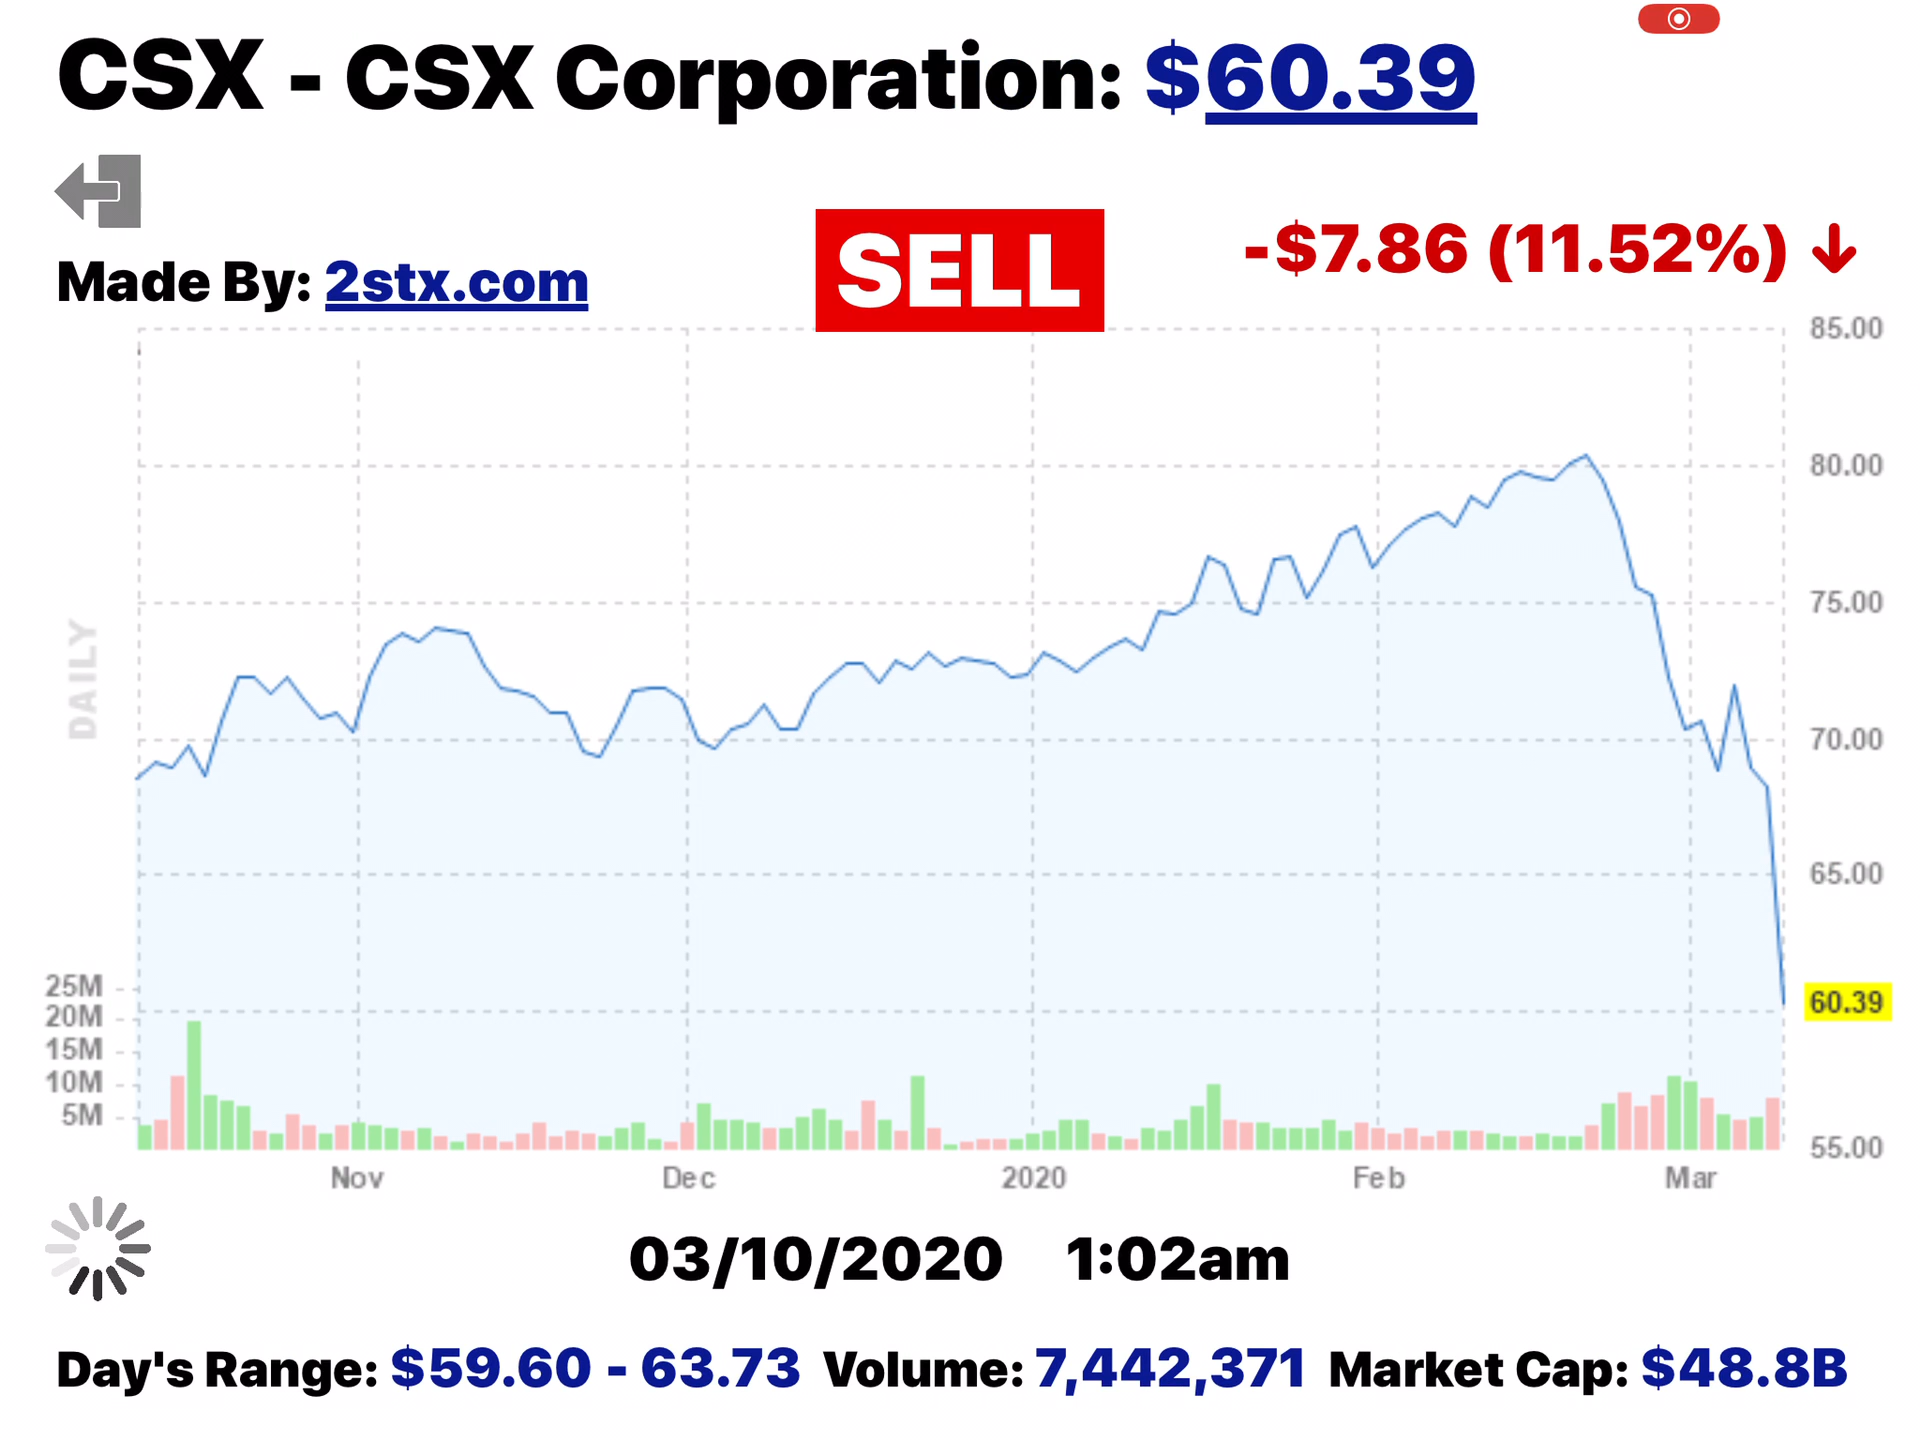 CSX - CSX Corporation: $60.39
SELL
-$7.86 (11.52%) ↓
Made By: 2stx.com
85.00
80.00
75.00
DAILY
70.00
65.00
25M
60.39
20M
15M
10M
5M
55.00
Nov Dec 2020 Feb Mar
03/10/2020 1:02am
Day's Range: $59.60 - 63.73 Volume: 7,442,371 Market Cap: $48.8B